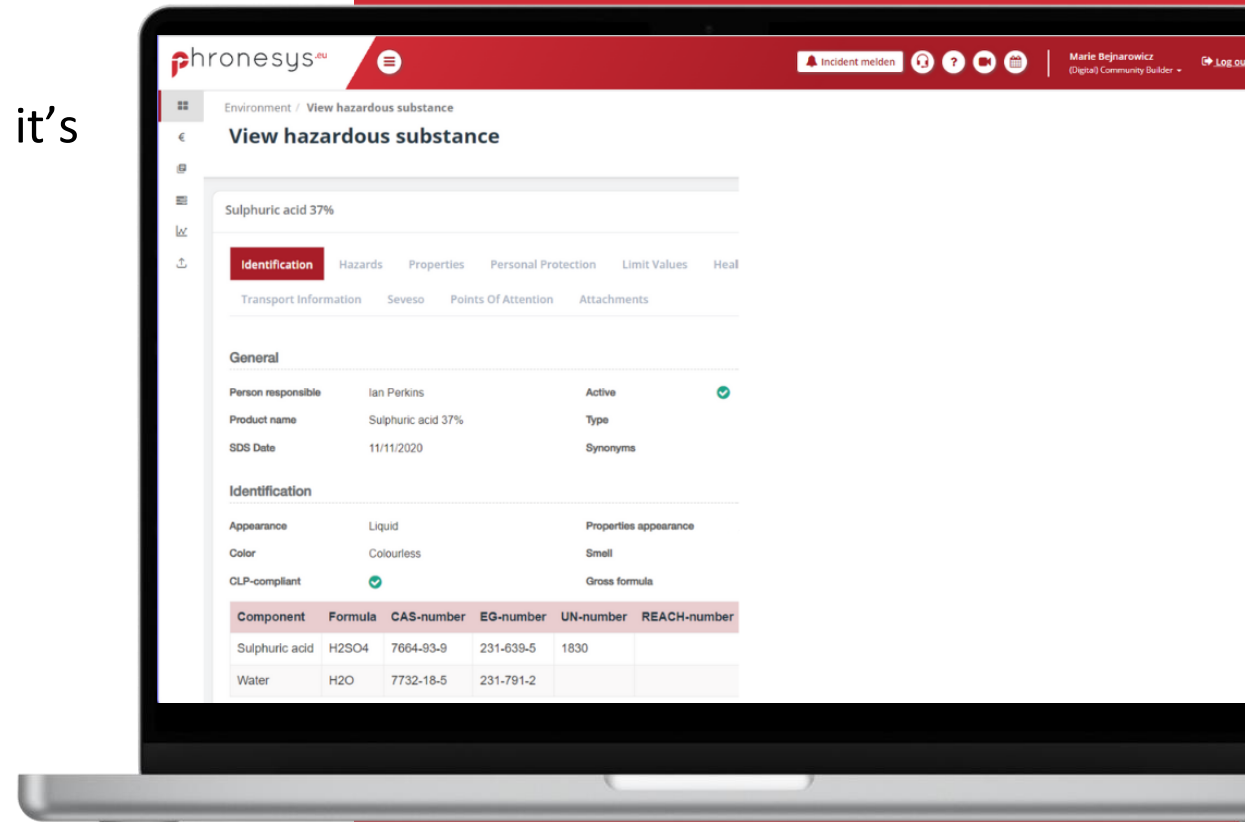 it's
phronesys.eu
Incident melden
?
Marie Bejnarowicz
(Digital) Community Builder
Log ou
Environment / View hazardous substance
View hazardous substance
€
Sulphuric acid 37%
Identification Hazards Properties Personal Protection Limit Values Heal
Transport Information Seveso Points Of Attention Attachments
General
Person responsible Ian Perkins Active
Product name Sulphuric acid 37% Type
SDS Date 11/11/2020 Synonyms
Identification
Appearance Liquid Properties appearance
Color Colourless Smell
CLP-compliant Gross formula
Component Formula CAS-number EG-number UN-number REACH-number
Sulphuric acid H2SO4 7664-93-9 231-639-5 1830
Water H2O 7732-18-5 231-791-2